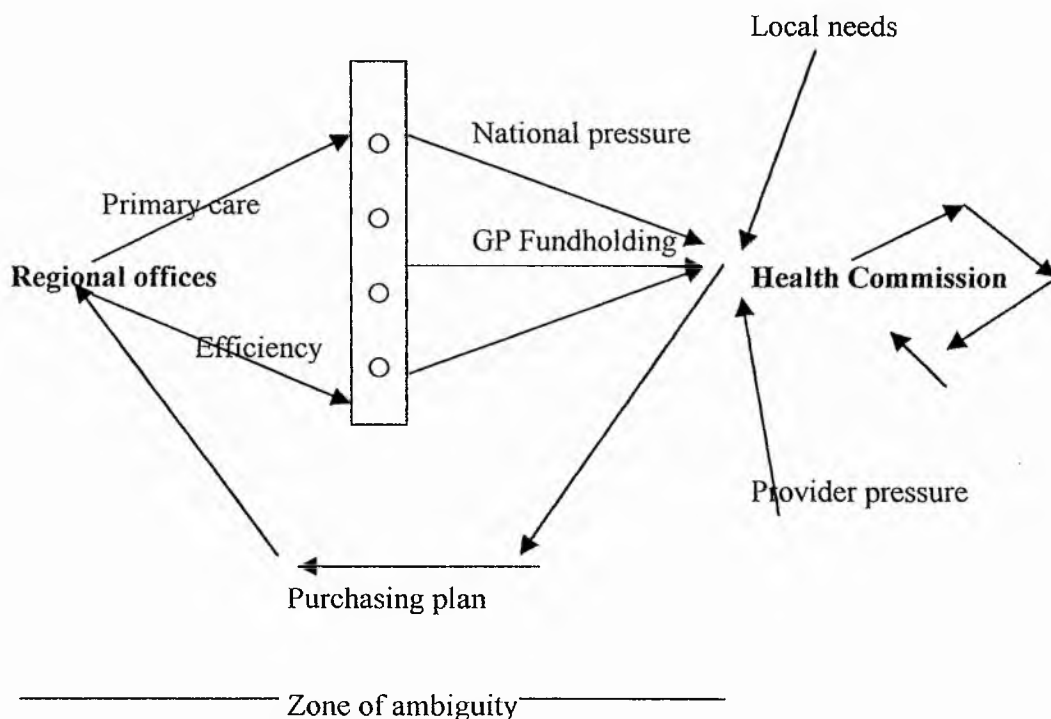 Local needs
National pressure
Primary care
GP Fundholding
Regional offices
Health Commission
Efficiency
Provider pressure
Purchasing plan
Zone of ambiguity